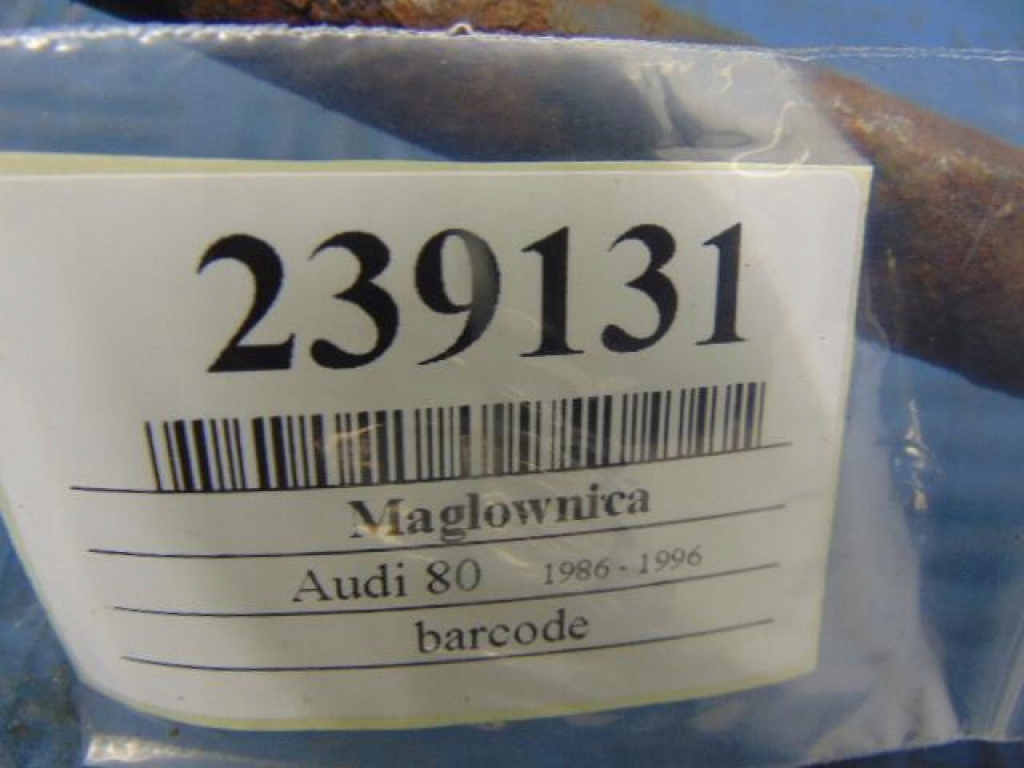 239131
Maglownica
Audi 80 1986 - 1996
barcode